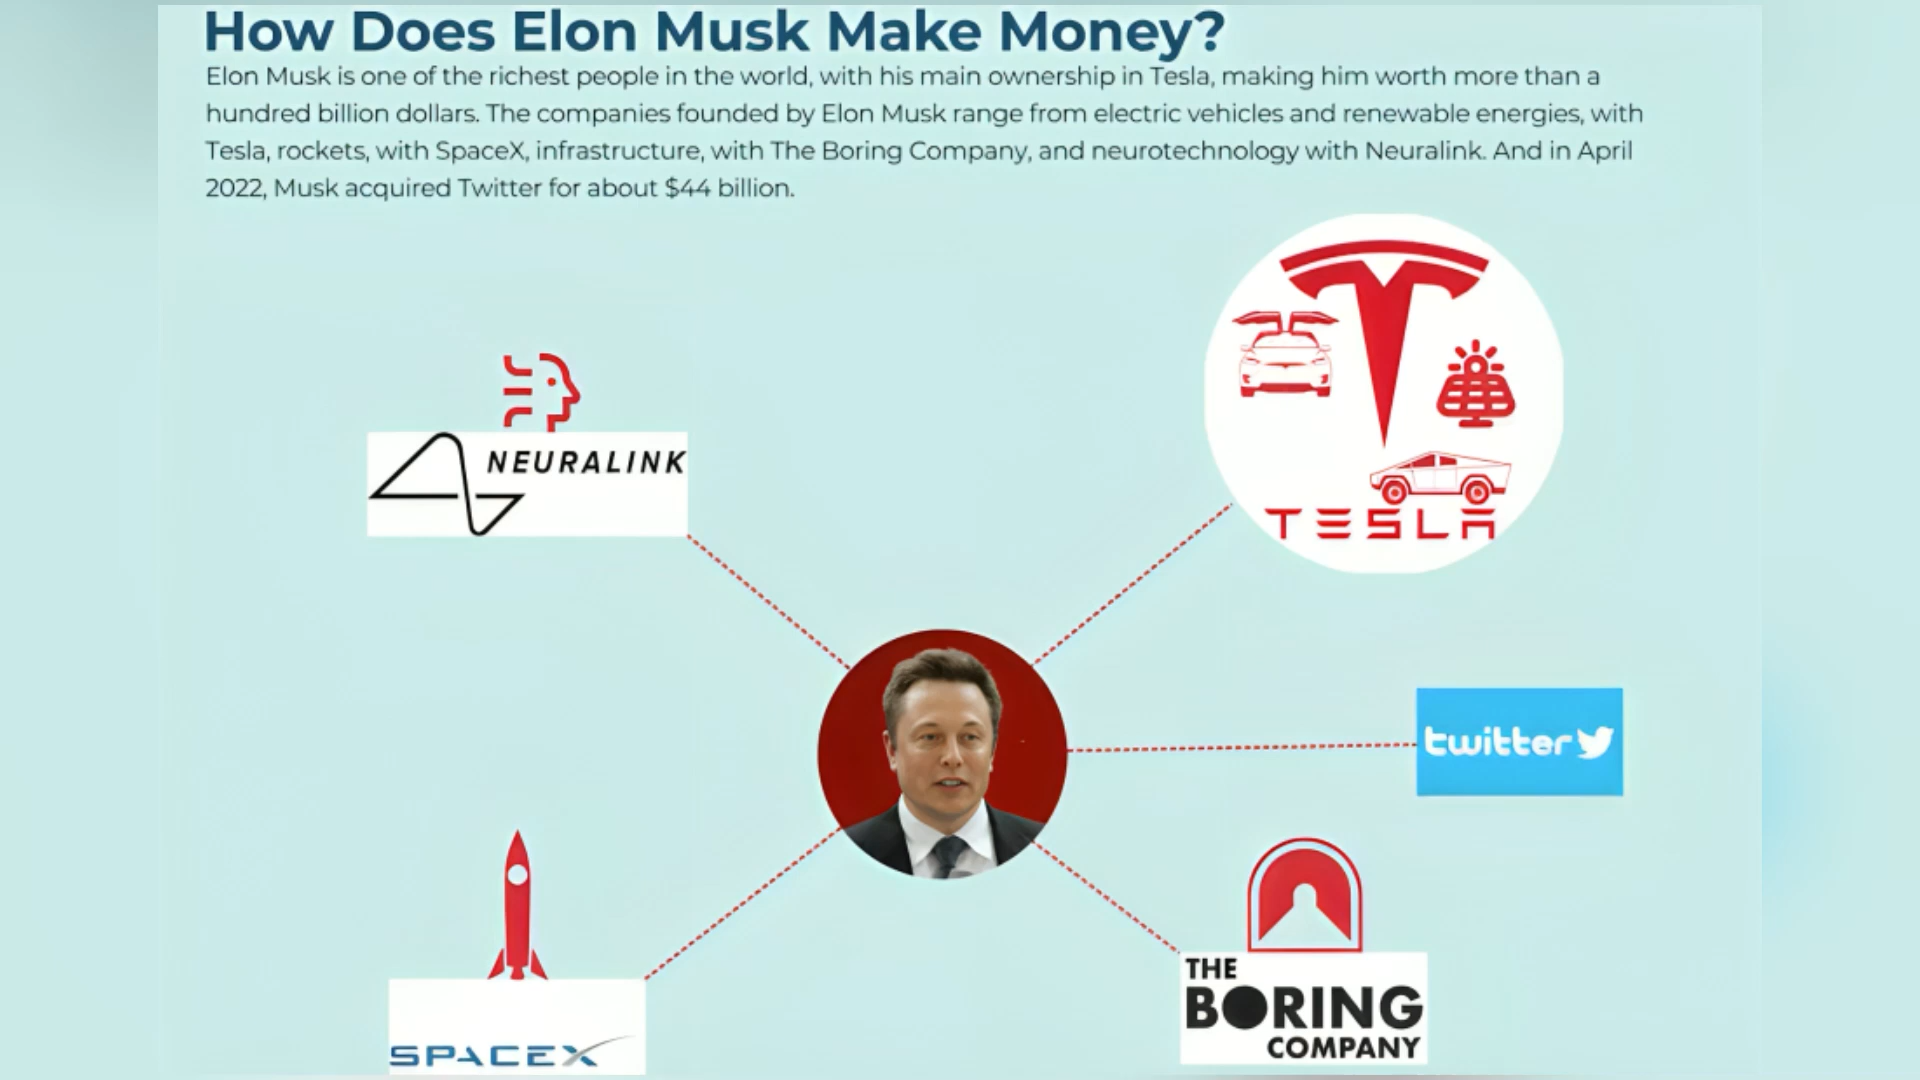 How Does Elon Musk Make Money?
Elon Musk is one of the richest people in the world, with his main ownership in Tesla, making him worth more than a
hundred billion dollars. The companies founded by Elon Musk range from electric vehicles and renewable energies, with
Tesla, rockets, with SpaceX, infrastructure, with The Boring Company, and neurotechnology with Neuralink. And in April
2022, Musk acquired Twitter for about $44 billion.
NEURALINK
TESLA
twitter
THE
BORING
COMPANY
SPACEX